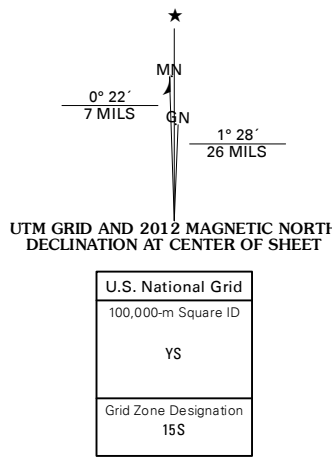 ★
MN
0° 22´
7 MILS
GN
1° 28´
26 MILS
UTM GRID AND 2012 MAGNETIC NORTH
DECLINATION AT CENTER OF SHEET
U.S. National Grid
100,000-m Square ID
YS
Grid Zone Designation
15S